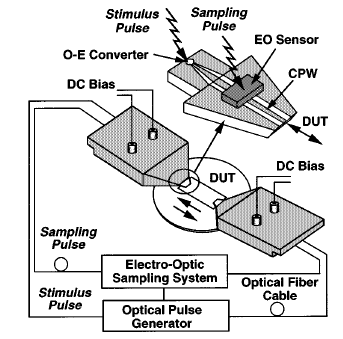 Stimulus
Pulse
Sampling
Pulse
EO Sensor
O-E Converter
CPW
DC Bias
DUT
DC Bias
DUT
Sampling
Pulse
Electro-Optic
Sampling System
Optical Fiber
Cable
Stimulus
Pulse
Optical Pulse
Generator